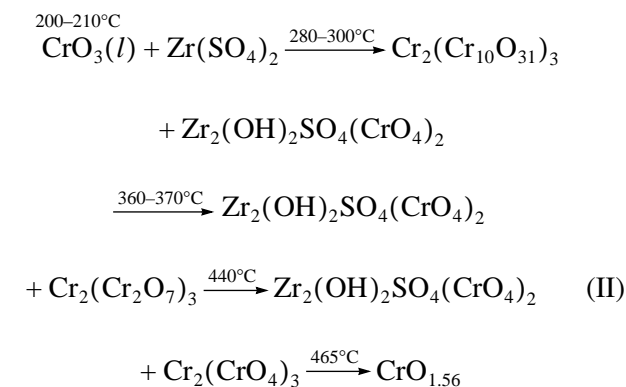 200–210°C
CrO₃(l) + Zr(SO₄)₂ 280–300°C → Cr₂(Cr₁₀O₃₁)₃
+ Zr₂(OH)₂SO₄(CrO₄)₂
360–370°C → Zr₂(OH)₂SO₄(CrO₄)₂
+ Cr₂(Cr₂O₇)₃ 440°C → Zr₂(OH)₂SO₄(CrO₄)₂ (II)
+ Cr₂(CrO₄)₃ 465°C → CrO₁.₅₆